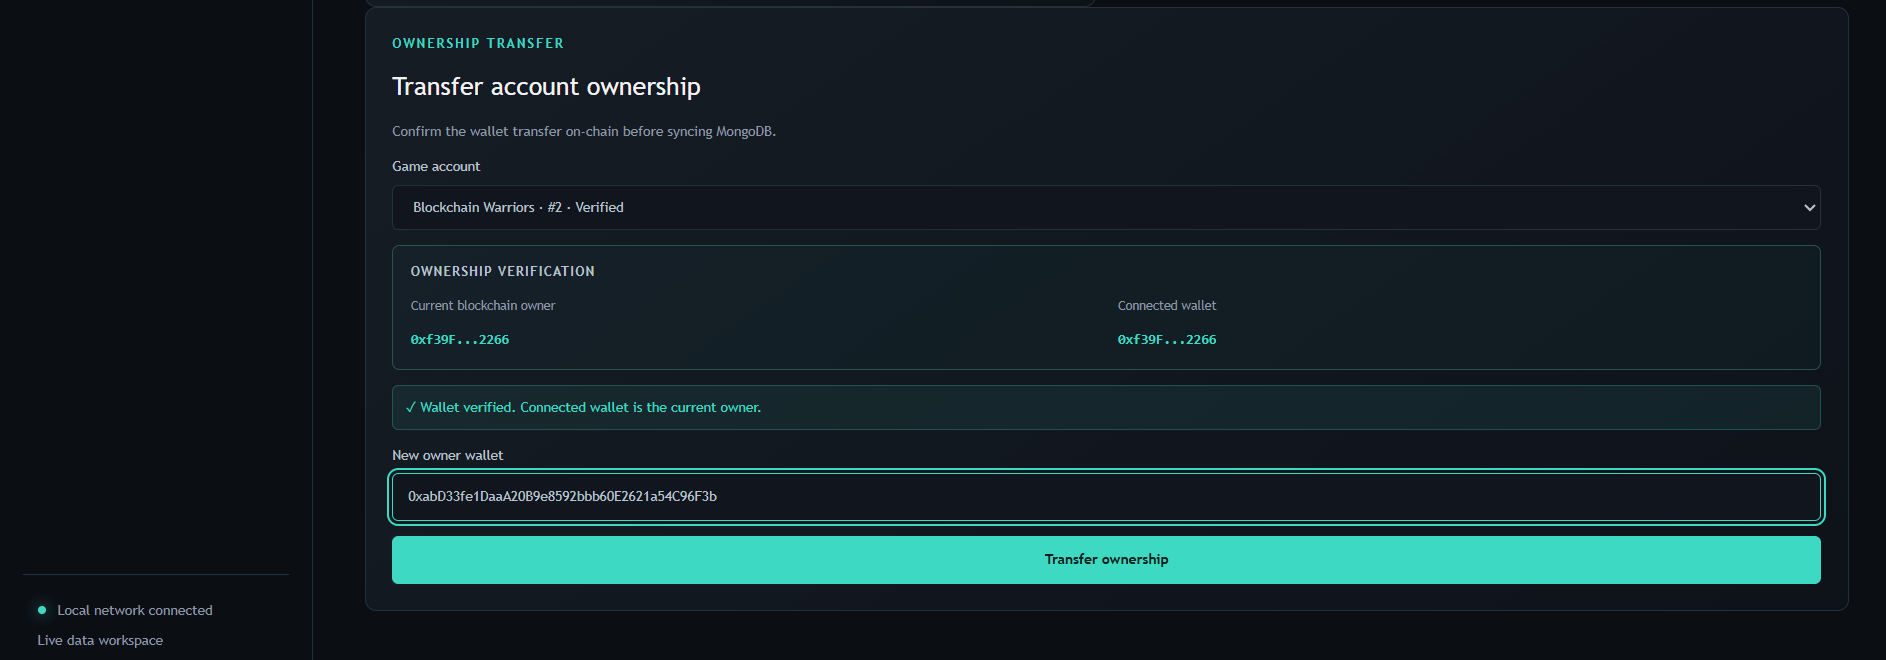 OWNERSHIP TRANSFER
Transfer account ownership
Confirm the wallet transfer on-chain before syncing MongoDB.
Game account
Blockchain Warriors · #2 · Verified
OWNERSHIP VERIFICATION
Current blockchain owner
0xf39F...2266
Connected wallet
0xf39F...2266
✓ Wallet verified. Connected wallet is the current owner.
New owner wallet
0xabD33fe1DaaA20B9e8592bbb60E2621a54C96F3b
Transfer ownership
Local network connected
Live data workspace